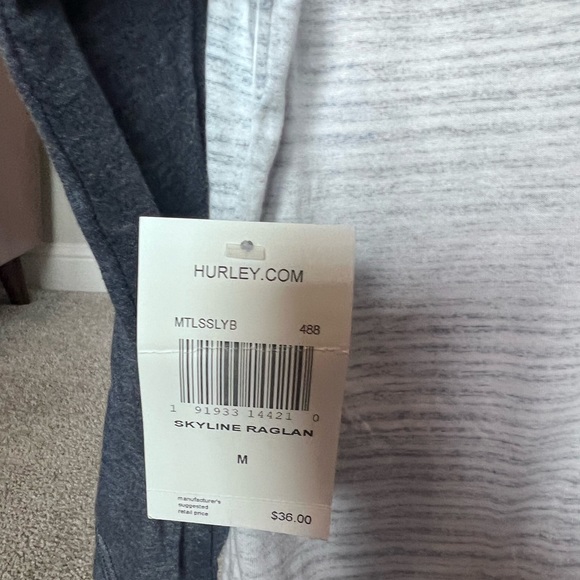 HURLEY.COM
MTLSSLYB 488
1 91933 14421 0
SKYLINE RAGLAN
M
manufacturer's
suggested
retail price
$36.00